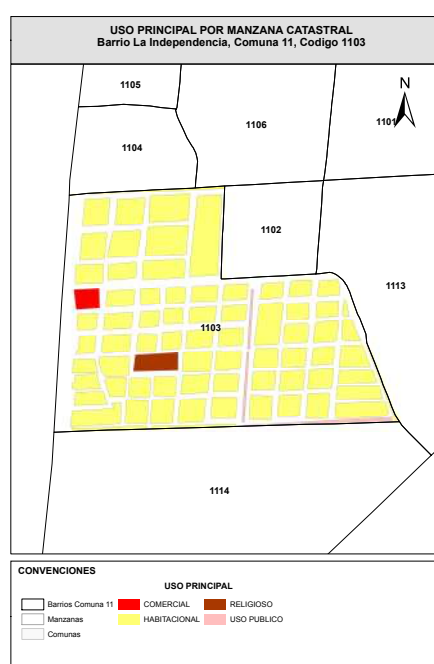 USO PRINCIPAL POR MANZANA CATASTRAL
Barrio La Independencia, Comuna 11, Codigo 1103
1105
N
1106
1101
1104
1102
1113
1103
1114
CONVENCIONES
USO PRINCIPAL
Barrios Comuna 11 COMERCIAL RELIGIOSO
Manzanas HABITACIONAL USO PUBLICO
Comunas